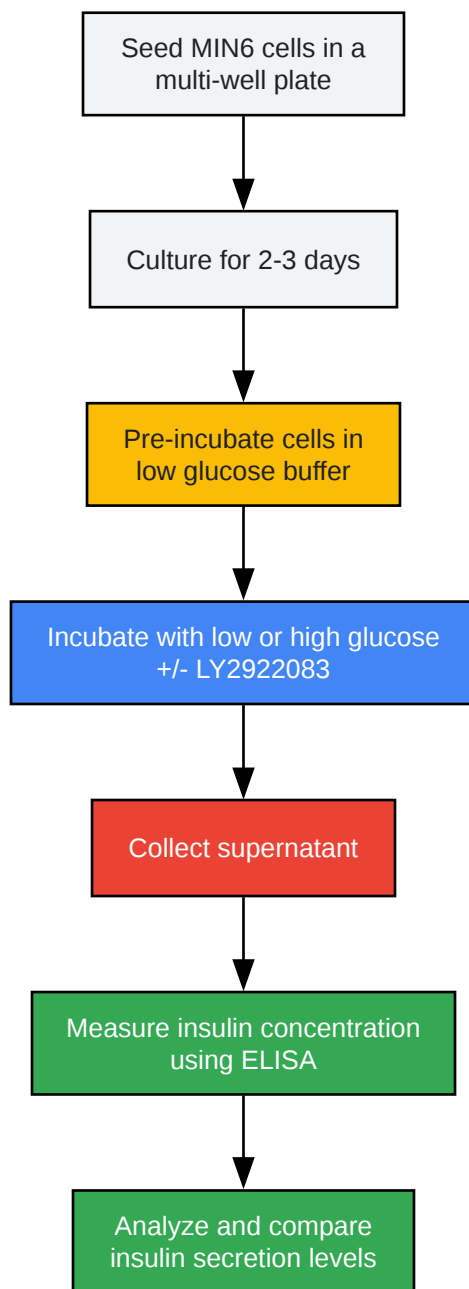 Seed MIN6 cells in a
multi-well plate
Culture for 2-3 days
Pre-incubate cells in
low glucose buffer
Incubate with low or high glucose
+/- LY2922083
Collect supernatant
Measure insulin concentration
using ELISA
Analyze and compare
insulin secretion levels